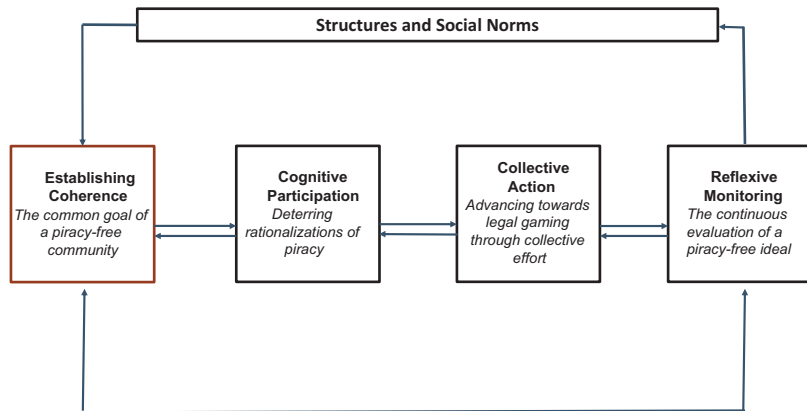 Structures and Social Norms
Establishing
Coherence
The common goal of
a piracy-free
community
Cognitive
Participation
Deterring
rationalizations of
piracy
Collective
Action
Advancing towards
legal gaming
through collective
effort
Reflexive
Monitoring
The continuous
evaluation of a
piracy-free ideal